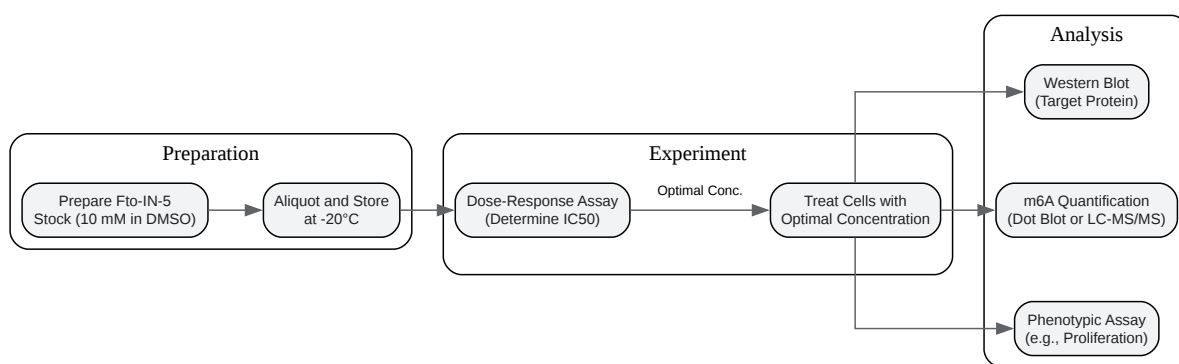 Preparation
Prepare Fto-IN-5
Stock (10 mM in DMSO)
Aliquot and Store
at -20°C
Experiment
Dose-Response Assay
(Determine IC50)
Optimal Conc.
Treat Cells with
Optimal Concentration
Analysis
Western Blot
(Target Protein)
m6A Quantification
(Dot Blot or LC-MS/MS)
Phenotypic Assay
(e.g., Proliferation)